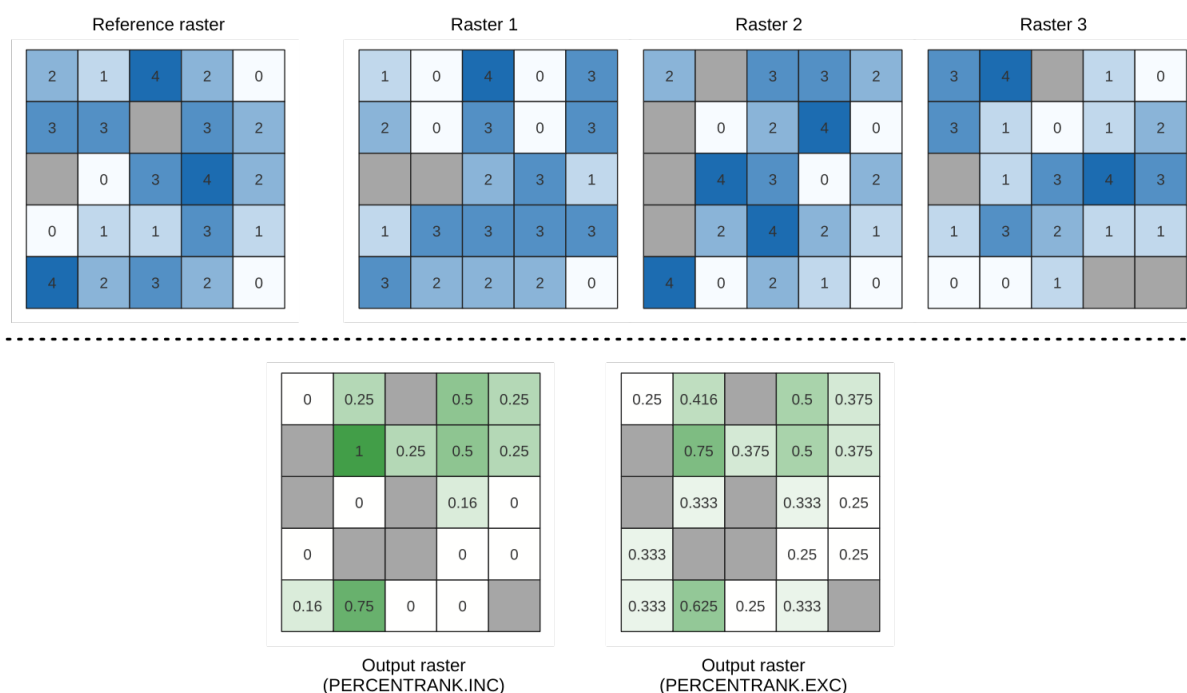 Reference raster Raster 1 Raster 2 Raster 3
2 1 4 2 0 1 0 4 0 3 2 3 3 2 3 4 1 0
3 3 3 2 2 0 3 0 3 0 2 4 0 3 1 0 1 2
0 3 4 2 2 3 1 4 3 0 2 1 3 4 3
0 1 1 3 1 1 3 3 3 3 2 4 2 1 1 3 2 1 1
4 2 3 2 0 3 2 2 2 0 4 0 2 1 0 0 0 1
0 0.25 0.5 0.25 0.25 0.416 0.5 0.375
1 0.25 0.5 0.25 0.75 0.375 0.5 0.375
0 0.16 0 0.333 0.333 0.25
0 0 0 0.333 0.25 0.25
0.16 0.75 0 0 0.333 0.625 0.25 0.333
Output raster Output raster
(PERCENTRANK.INC) (PERCENTRANK.EXC)